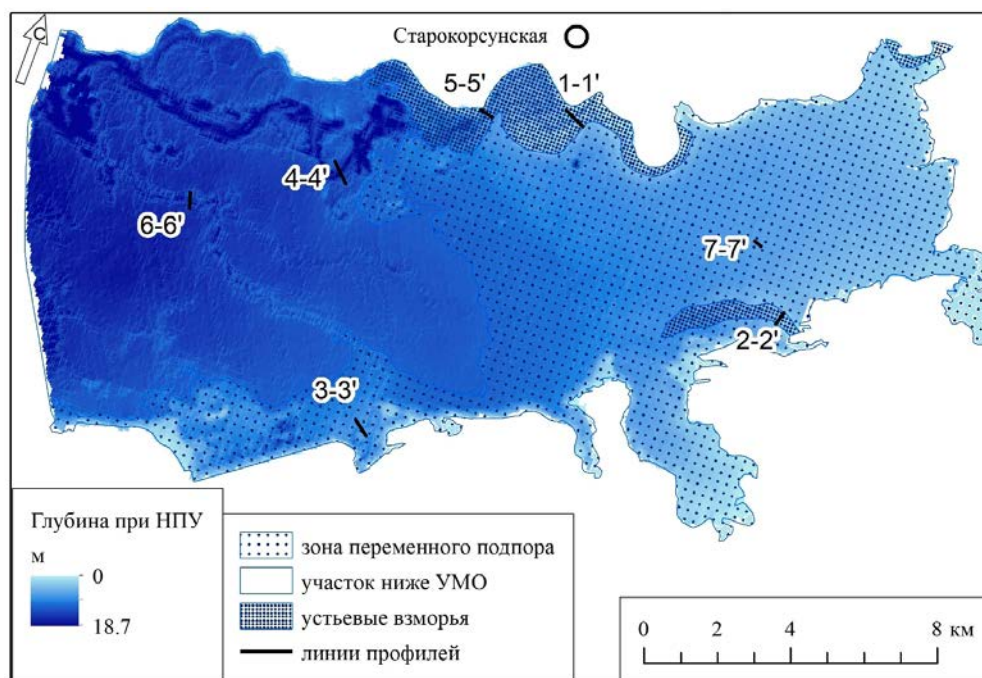 С
Старокорсунская
5-5'
1-1'
4-4'
6-6'
7-7'
2-2'
3-3'
Глубина при НПУ
м
0
18.7
зона переменного подпора
участок ниже УМО
устьевые взморья
линии профилей
0 2 4 8 км